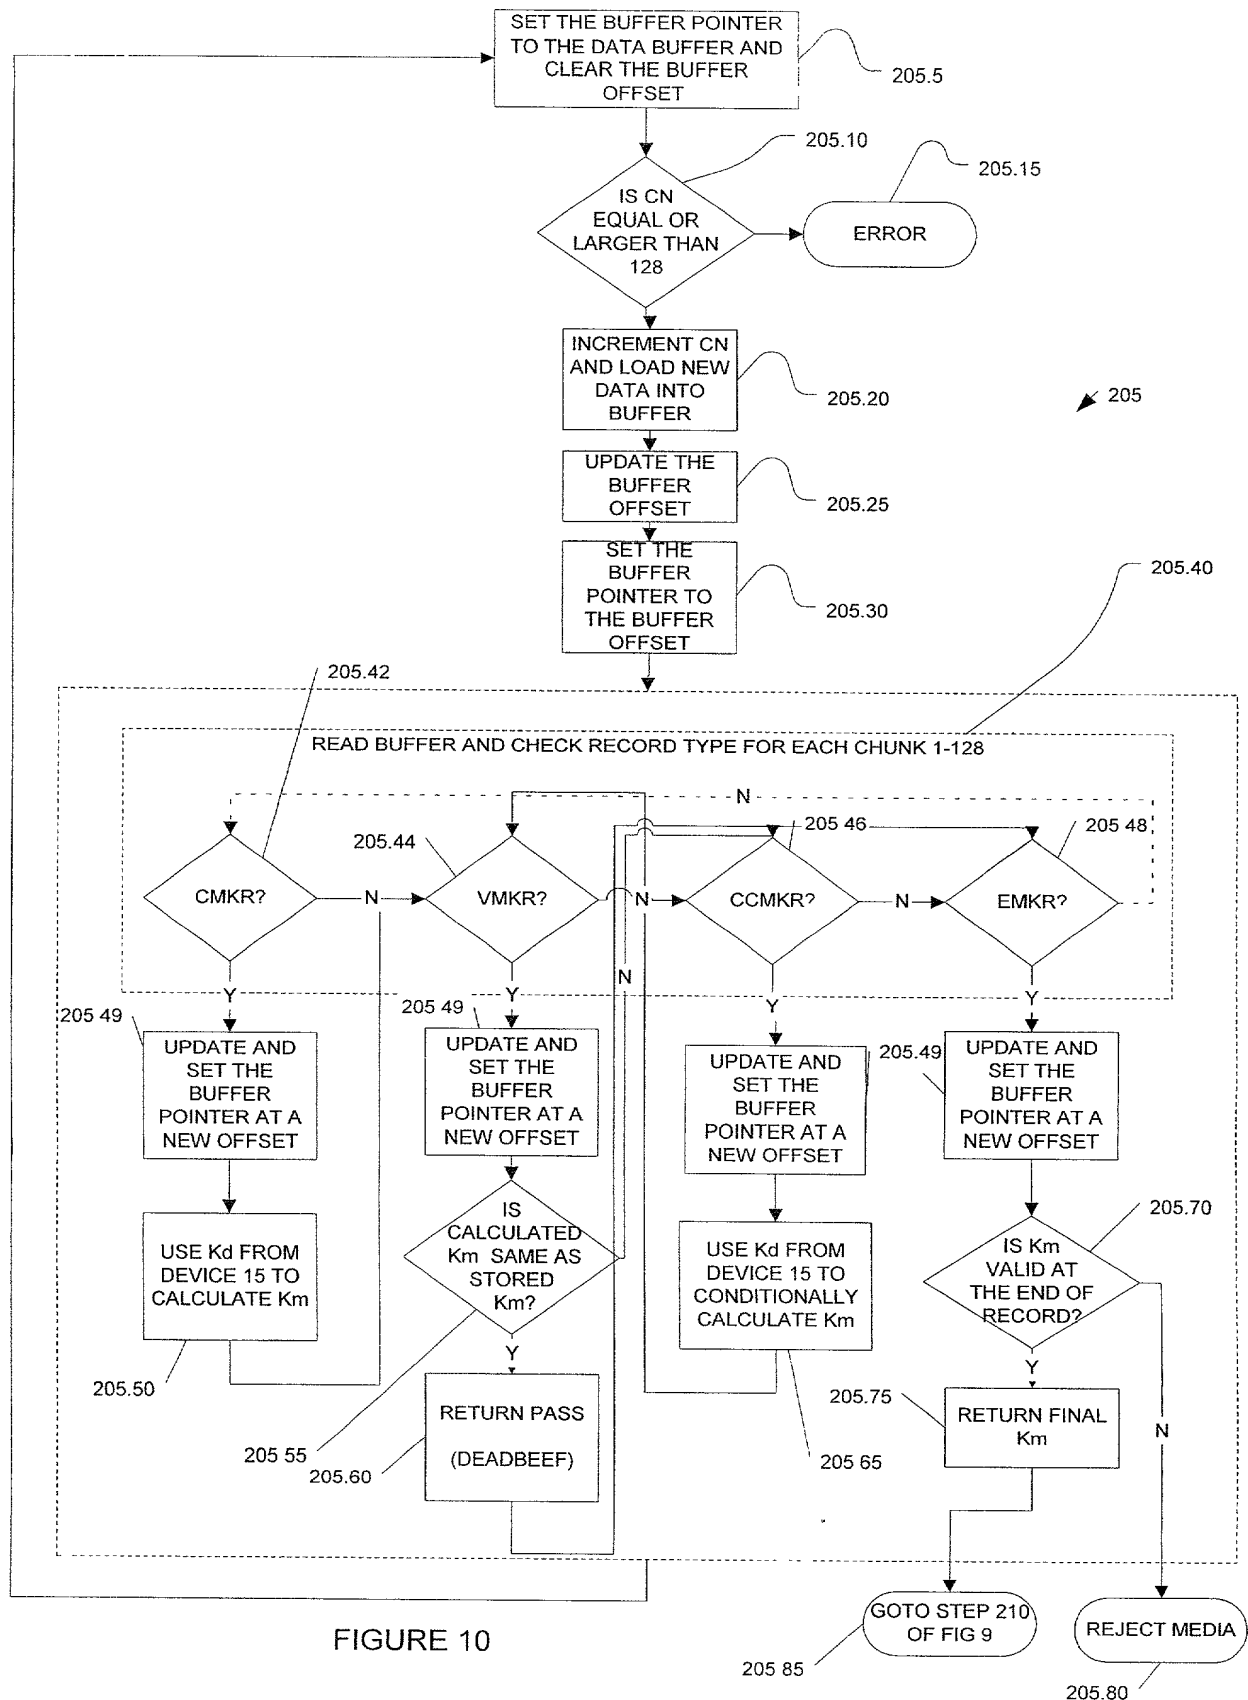 SET THE BUFFER POINTER
TO THE DATA BUFFER AND
CLEAR THE BUFFER
OFFSET
205.5
205.10
IS CN
EQUAL OR
LARGER THAN
128
205.15
ERROR
INCREMENT CN
AND LOAD NEW
DATA INTO
BUFFER
205.20
205
UPDATE THE
BUFFER
OFFSET
205.25
SET THE
BUFFER
POINTER TO
THE BUFFER
OFFSET
205.30
205.40
205.42
READ BUFFER AND CHECK RECORD TYPE FOR EACH CHUNK 1-128
N
205.44
205 46
205 48
CMKR?
N
VMKR?
N
CCMKR?
N
EMKR?
N
Y
Y
Y
Y
205 49
UPDATE AND
SET THE
BUFFER
POINTER AT A
NEW OFFSET
205 49
UPDATE AND
SET THE
BUFFER
POINTER AT A
NEW OFFSET
UPDATE AND
SET THE
BUFFER
POINTER AT A
NEW OFFSET
205.49
UPDATE AND
SET THE
BUFFER
POINTER AT A
NEW OFFSET
USE Kd FROM
DEVICE 15 TO
CALCULATE Km
205.50
IS
CALCULATED
Km SAME AS
STORED
Km?
205 55
Y
USE Kd FROM
DEVICE 15 TO
CONDITIONALLY
CALCULATE Km
205 65
205.70
IS Km
VALID AT
THE END OF
RECORD?
Y
N
RETURN PASS
(DEADBEEF)
205.60
205.75
RETURN FINAL
Km
GOTO STEP 210
OF FIG 9
205 85
REJECT MEDIA
205.80
FIGURE 10